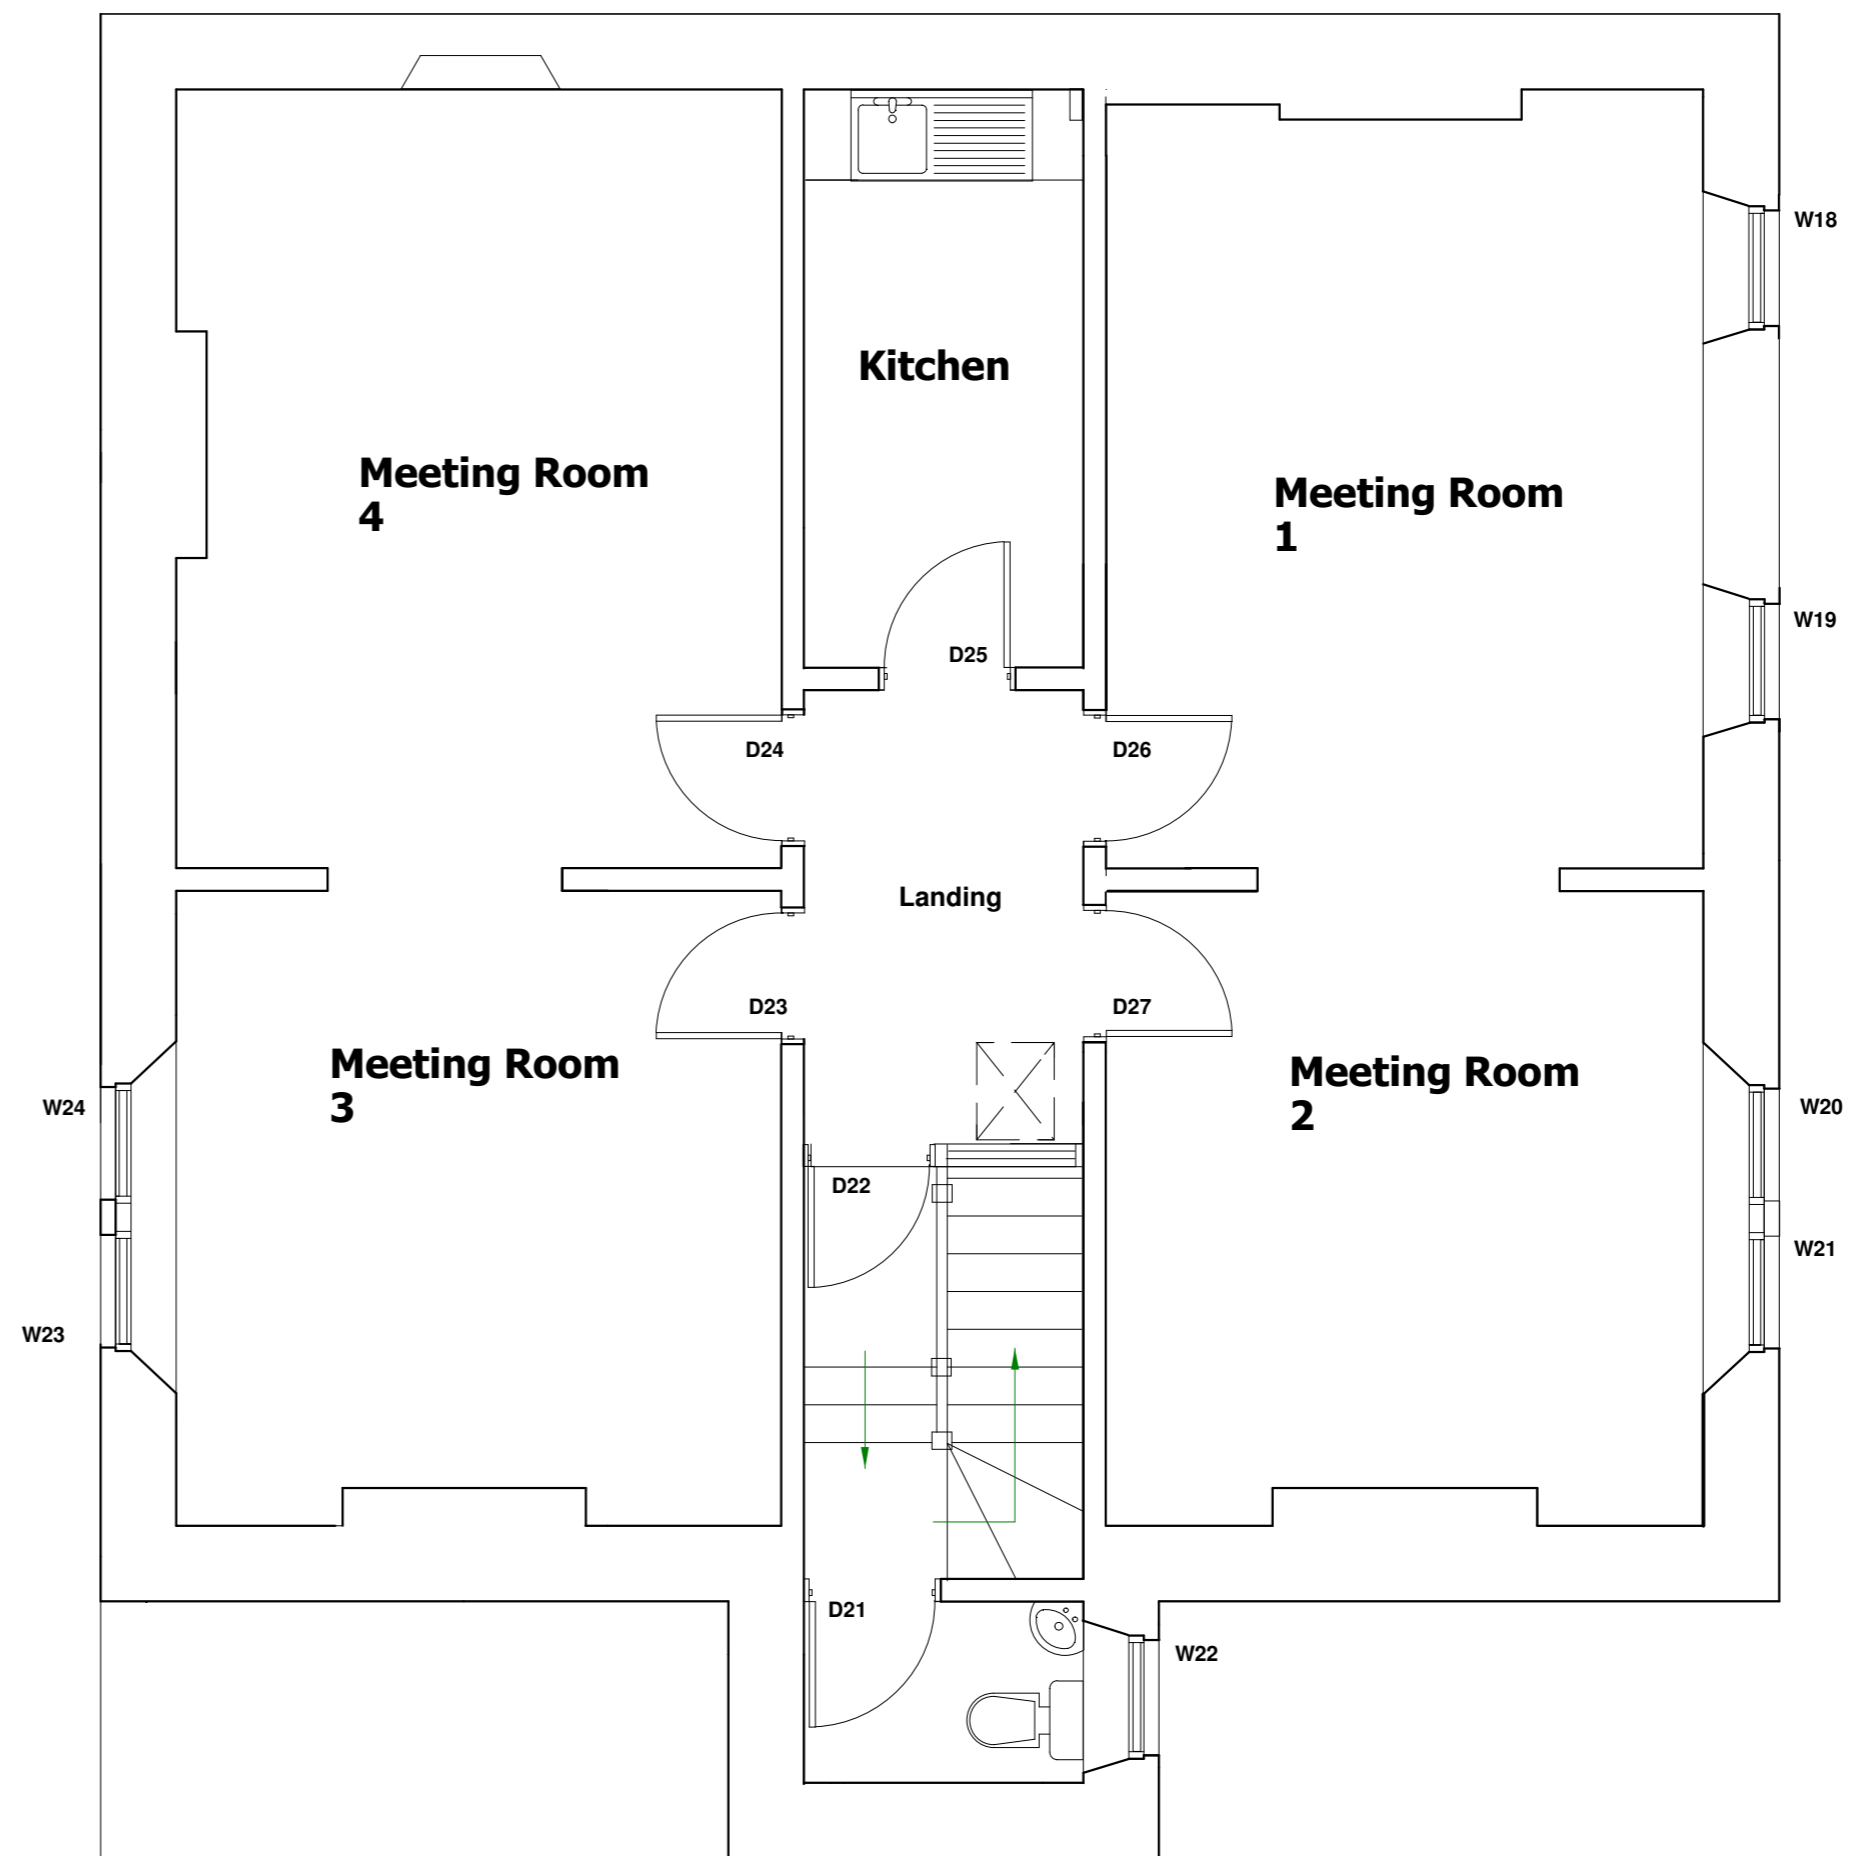 W18
Kitchen
Meeting Room
4
Meeting Room
1
W19
D25
D24
D26
Landing
D23
D27
Meeting Room
3
Meeting Room
2
W24
W20
D22
W21
W23
D21
W22